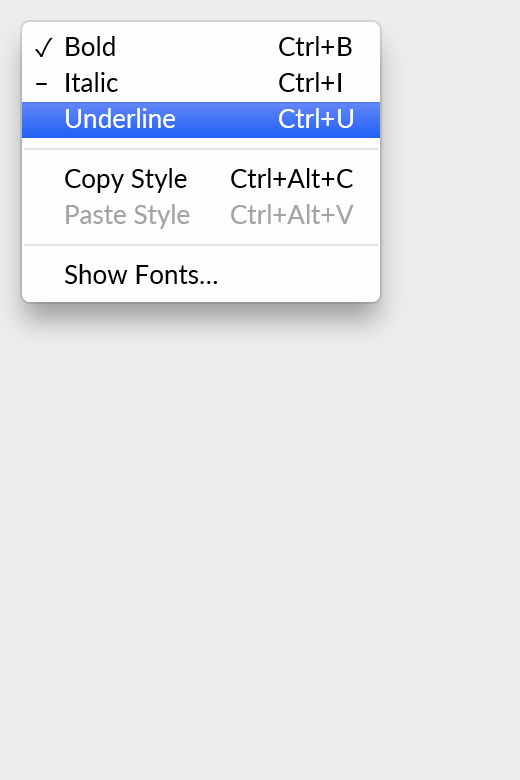 ✓ Bold Ctrl+B
– Italic Ctrl+I
Underline Ctrl+U
Copy Style Ctrl+Alt+C
Paste Style Ctrl+Alt+V
Show Fonts...